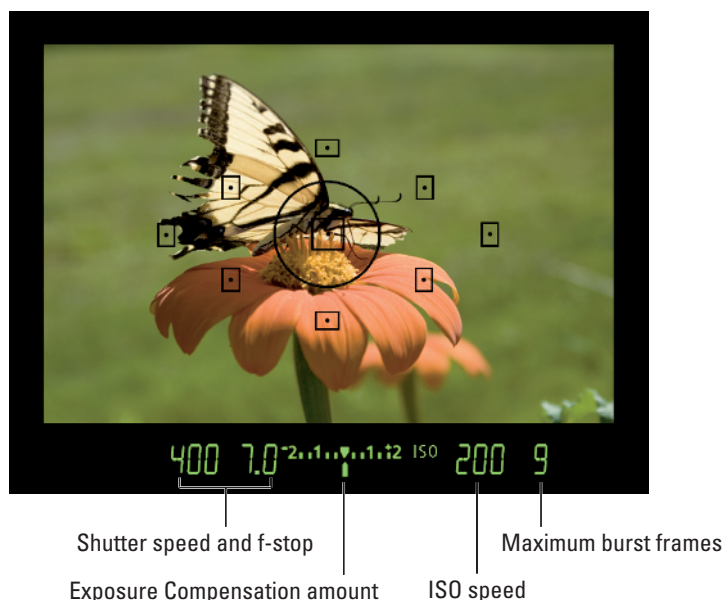 400 7.0 -2..1..▼..1..+2 ISO 200 9
Shutter speed and f-stop
Maximum burst frames
Exposure Compensation amount
ISO speed